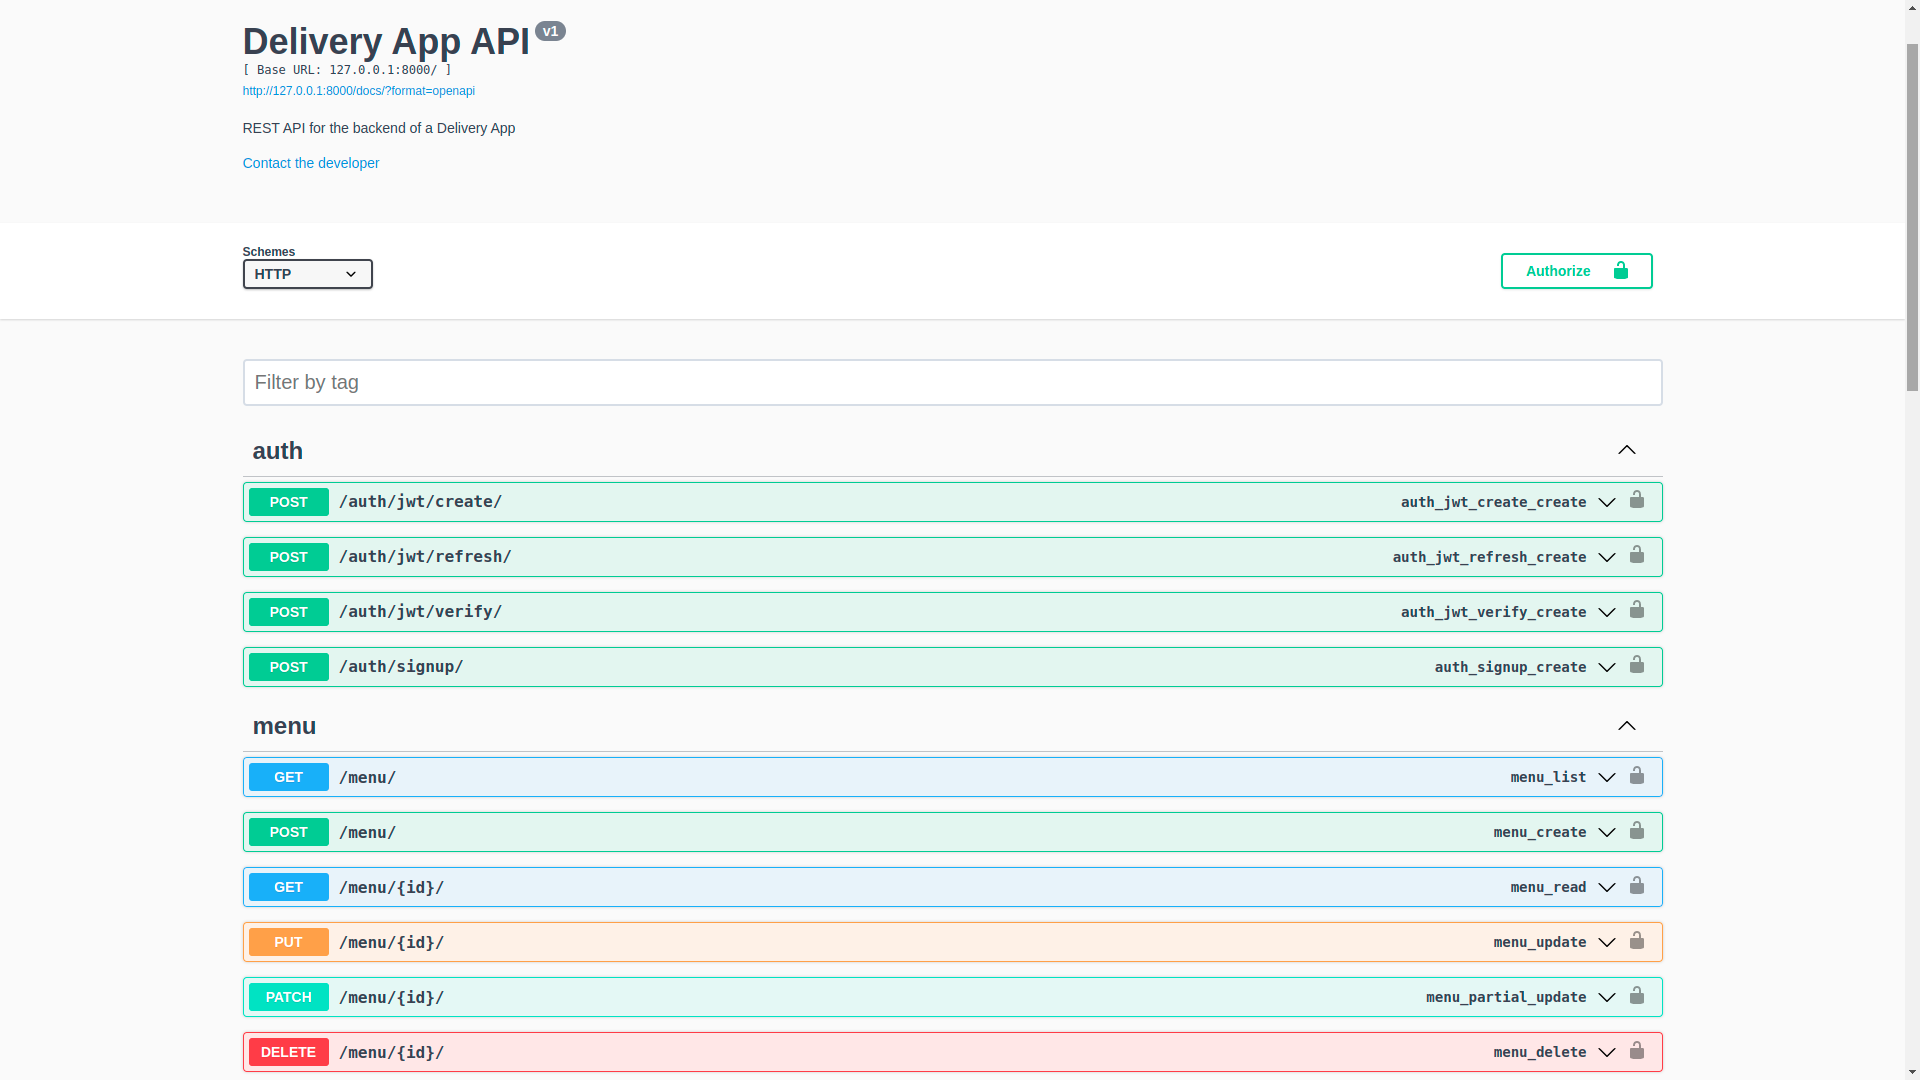 Delivery App API v1
[ Base URL: 127.0.0.1:8000/ ]
http://127.0.0.1:8000/docs/?format=openapi
REST API for the backend of a Delivery App
Contact the developer
Schemes
HTTP
Authorize
Filter by tag
auth
POST /auth/jwt/create/ auth_jwt_create_create
POST /auth/jwt/refresh/ auth_jwt_refresh_create
POST /auth/jwt/verify/ auth_jwt_verify_create
POST /auth/signup/ auth_signup_create
menu
GET /menu/ menu_list
POST /menu/ menu_create
GET /menu/{id}/ menu_read
PUT /menu/{id}/ menu_update
PATCH /menu/{id}/ menu_partial_update
DELETE /menu/{id}/ menu_delete